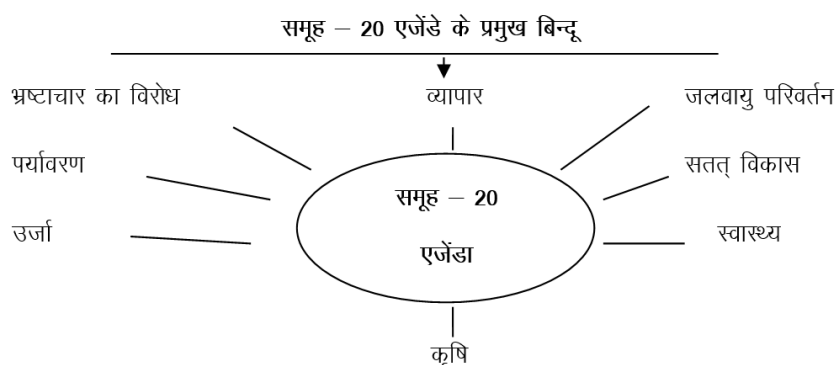 समूह – 20 एजेंडे के प्रमुख बिन्दू
भ्रष्टाचार का विरोध
व्यापार
जलवायु परिवर्तन
पर्यावरण
सतत् विकास
समूह – 20
एजेंडा
उर्जा
स्वास्थ्य
कृषि